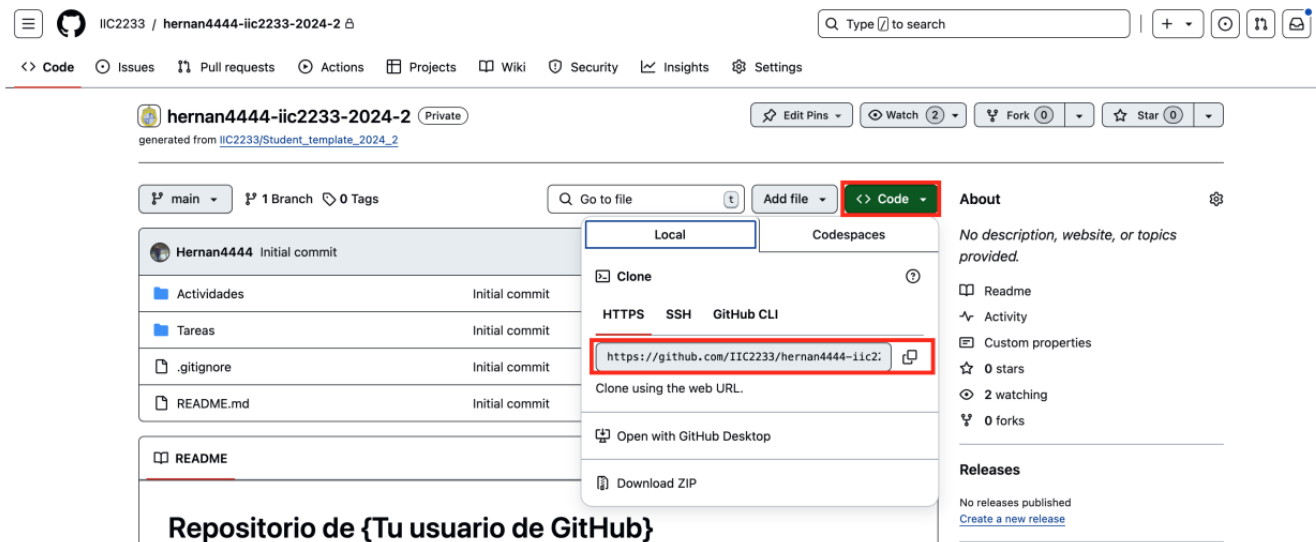 IIC2233 / hernan4444-iic2233-2024-2
Type / to search
Code Issues Pull requests Actions Projects Wiki Security Insights Settings
hernan4444-iic2233-2024-2 Private
Edit Pins Watch 2 Fork 0 Star 0
generated from IIC2233/Student_template_2024_2
main 1 Branch 0 Tags
Go to file t
Add file
<> Code
About
Local Codespaces
No description, website, or topics
provided.
Hernan4444 Initial commit
Clone
Actividades Initial commit
Readme
HTTPS SSH GitHub CLI
Activity
Tareas Initial commit
Custom properties
https://github.com/IIC2233/hernan4444-iic22
.gitignore Initial commit
0 stars
Clone using the web URL.
2 watching
README.md Initial commit
0 forks
Open with GitHub Desktop
README
Releases
Download ZIP
No releases published
Create a new release
Repositorio de {Tu usuario de GitHub}